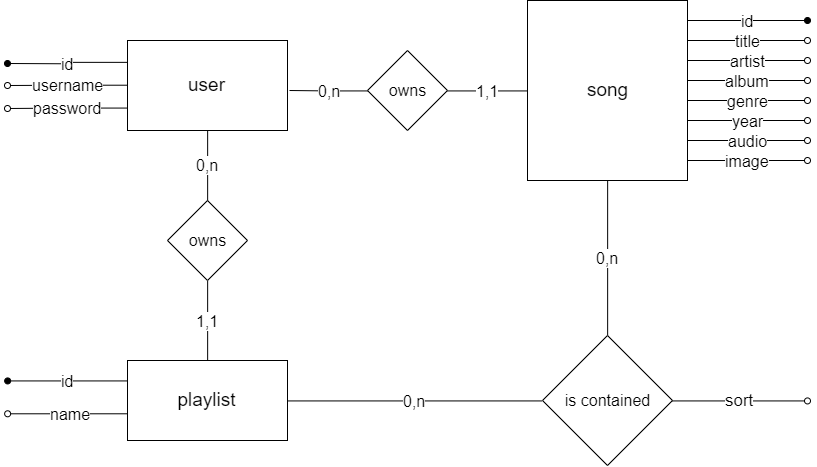 id
username
password
user
0,n
owns
1,1
song
id
title
artist
album
genre
year
audio
image
0,n
owns
1,1
0,n
id
name
playlist
0,n
is contained
sort